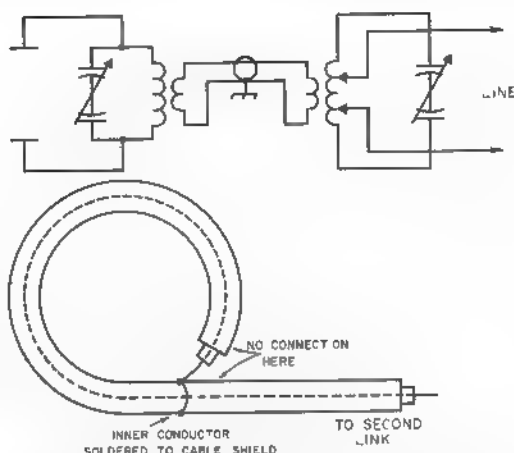 LINE
NO CONNECTION
HERE
INNER CONDUCTOR
SOLDERED TO CABLE SHIELD
TO SECOND
LINK